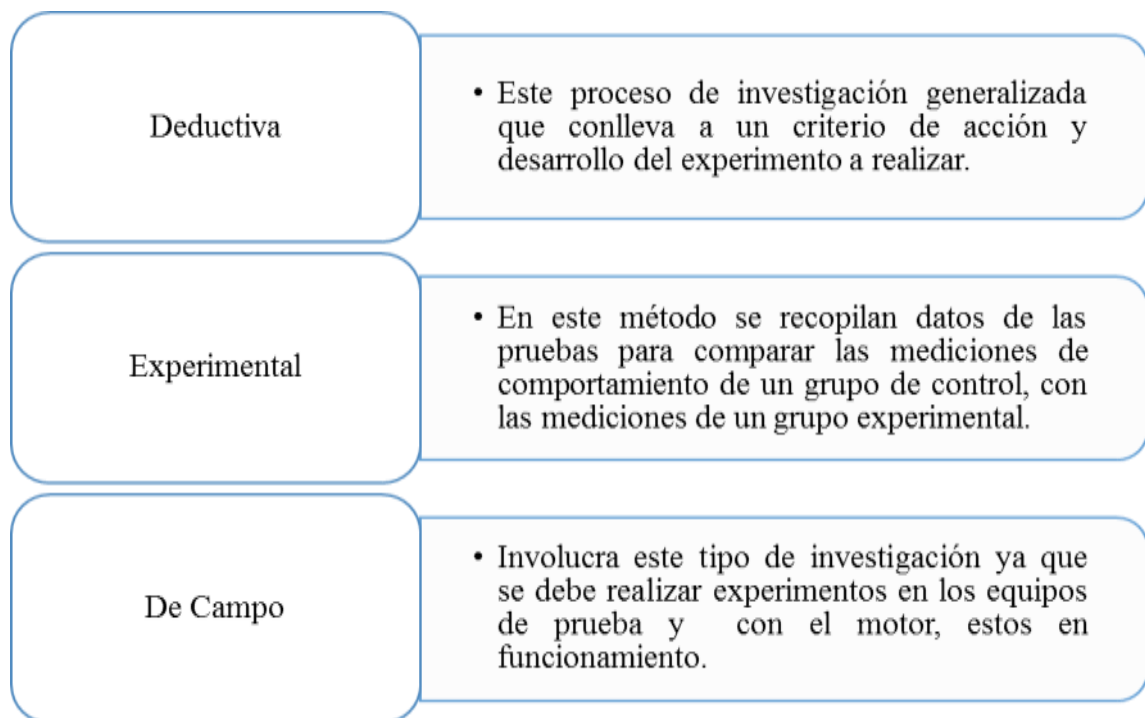 Deductiva
• Este proceso de investigación generalizada
que conlleva a un criterio de acción y
desarrollo del experimento a realizar.
Experimental
• En este método se recopilan datos de las
pruebas para comparar las mediciones de
comportamiento de un grupo de control, con
las mediciones de un grupo experimental.
De Campo
• Involucra este tipo de investigación ya que
se debe realizar experimentos en los equipos
de prueba y con el motor, estos en
funcionamiento.